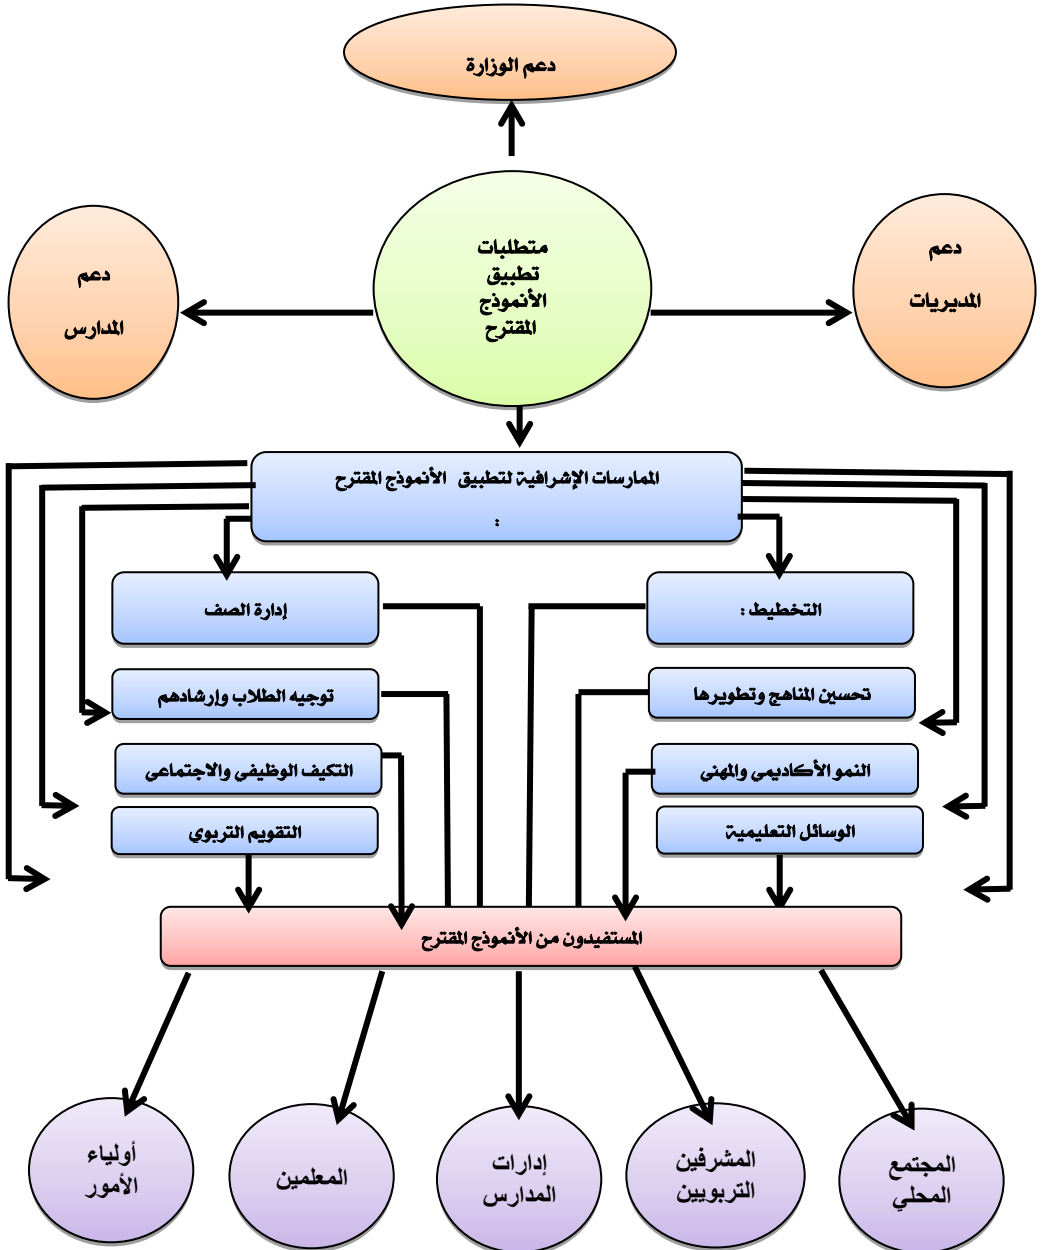 دعم الوزارة
متطلبات
تطبيق
الأنموذج
المقترح
دعم
المديريات
دعم
المدارس
الممارسات الإشرافية لتطبيق الأنموذج المقترح
:
التخطيط :
إدارة الصف
تحسين المناهج وتطويرها
توجيه الطلاب وإرشادهم
النمو الأكاديمي والمهني
التكيف الوظيفي والاجتماعي
الوسائل التعليمية
التقويم التربوي
المستفيدون من الأنموذج المقترح
المجتمع
المحلي
المشرفين
التربويين
إدارات
المدارس
المعلمين
أولياء
الأمور